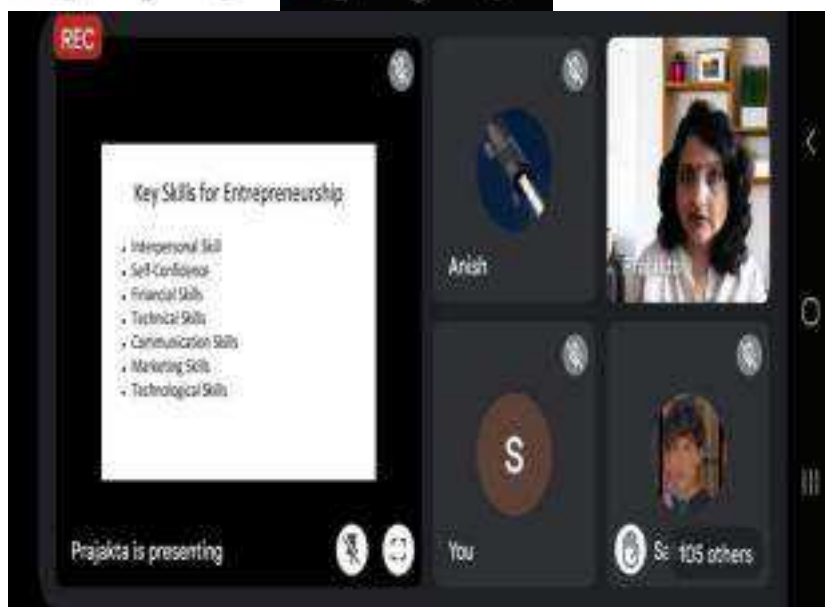 REC
Key Skills for Entrepreneurship
• Interpersonal Skill
• Self-Confidence
• Financial Skills
• Technical Skills
• Communication Skills
• Marketing Skills
• Technological Skills
Prajakta is presenting
Anish
Prajakta
S
You
105 others